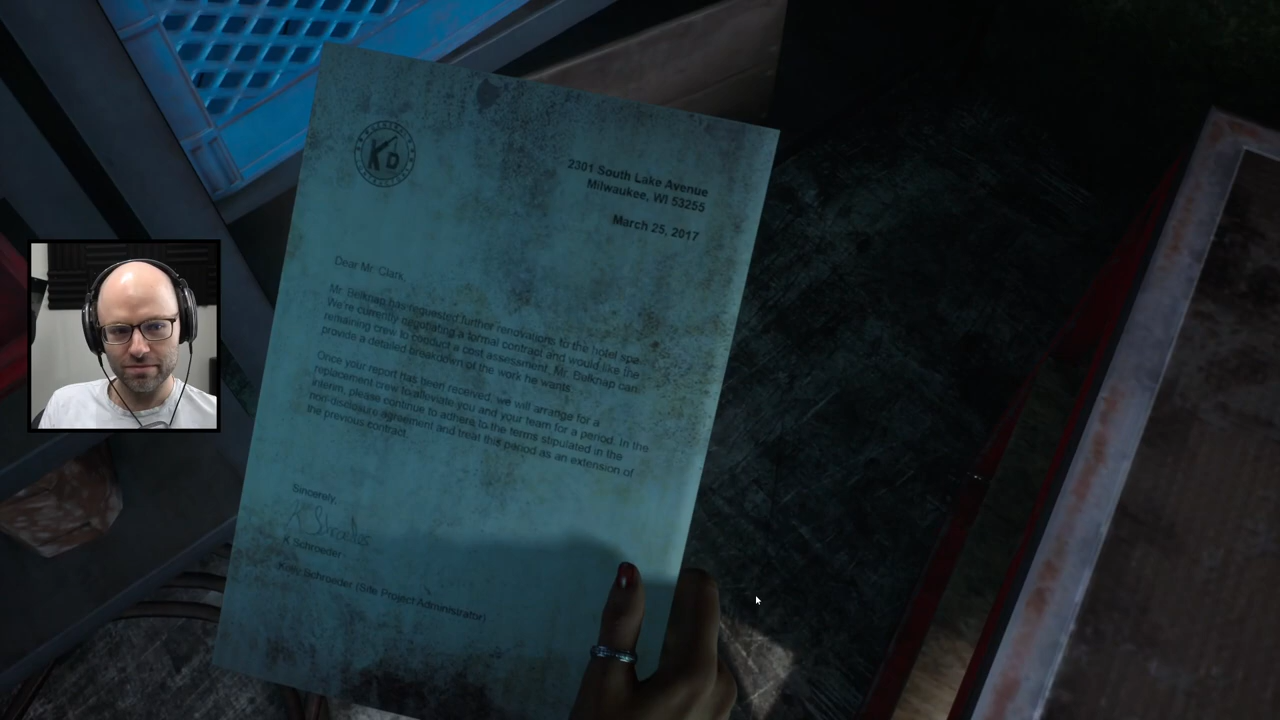 KD
2301 South Lake Avenue
Milwaukee, WI 53255
March 25, 2017
Dear Mr. Clark,
Mr. Belknap has requested further renovations to the hotel spa.
We're currently negotiating a formal contract and would like the
remaining crew to conduct a cost assessment. Mr. Belknap can
provide a detailed breakdown of the work he wants.
Once your report has been received, we will arrange for a
replacement crew to alleviate you and your team for a period. In the
interim, please continue to adhere to the terms stipulated in the
non-disclosure agreement and treat this period as an extension of
the previous contract.
Sincerely,
K Schroeder
K Schroeder
Schroeder (Site Project Administrator)